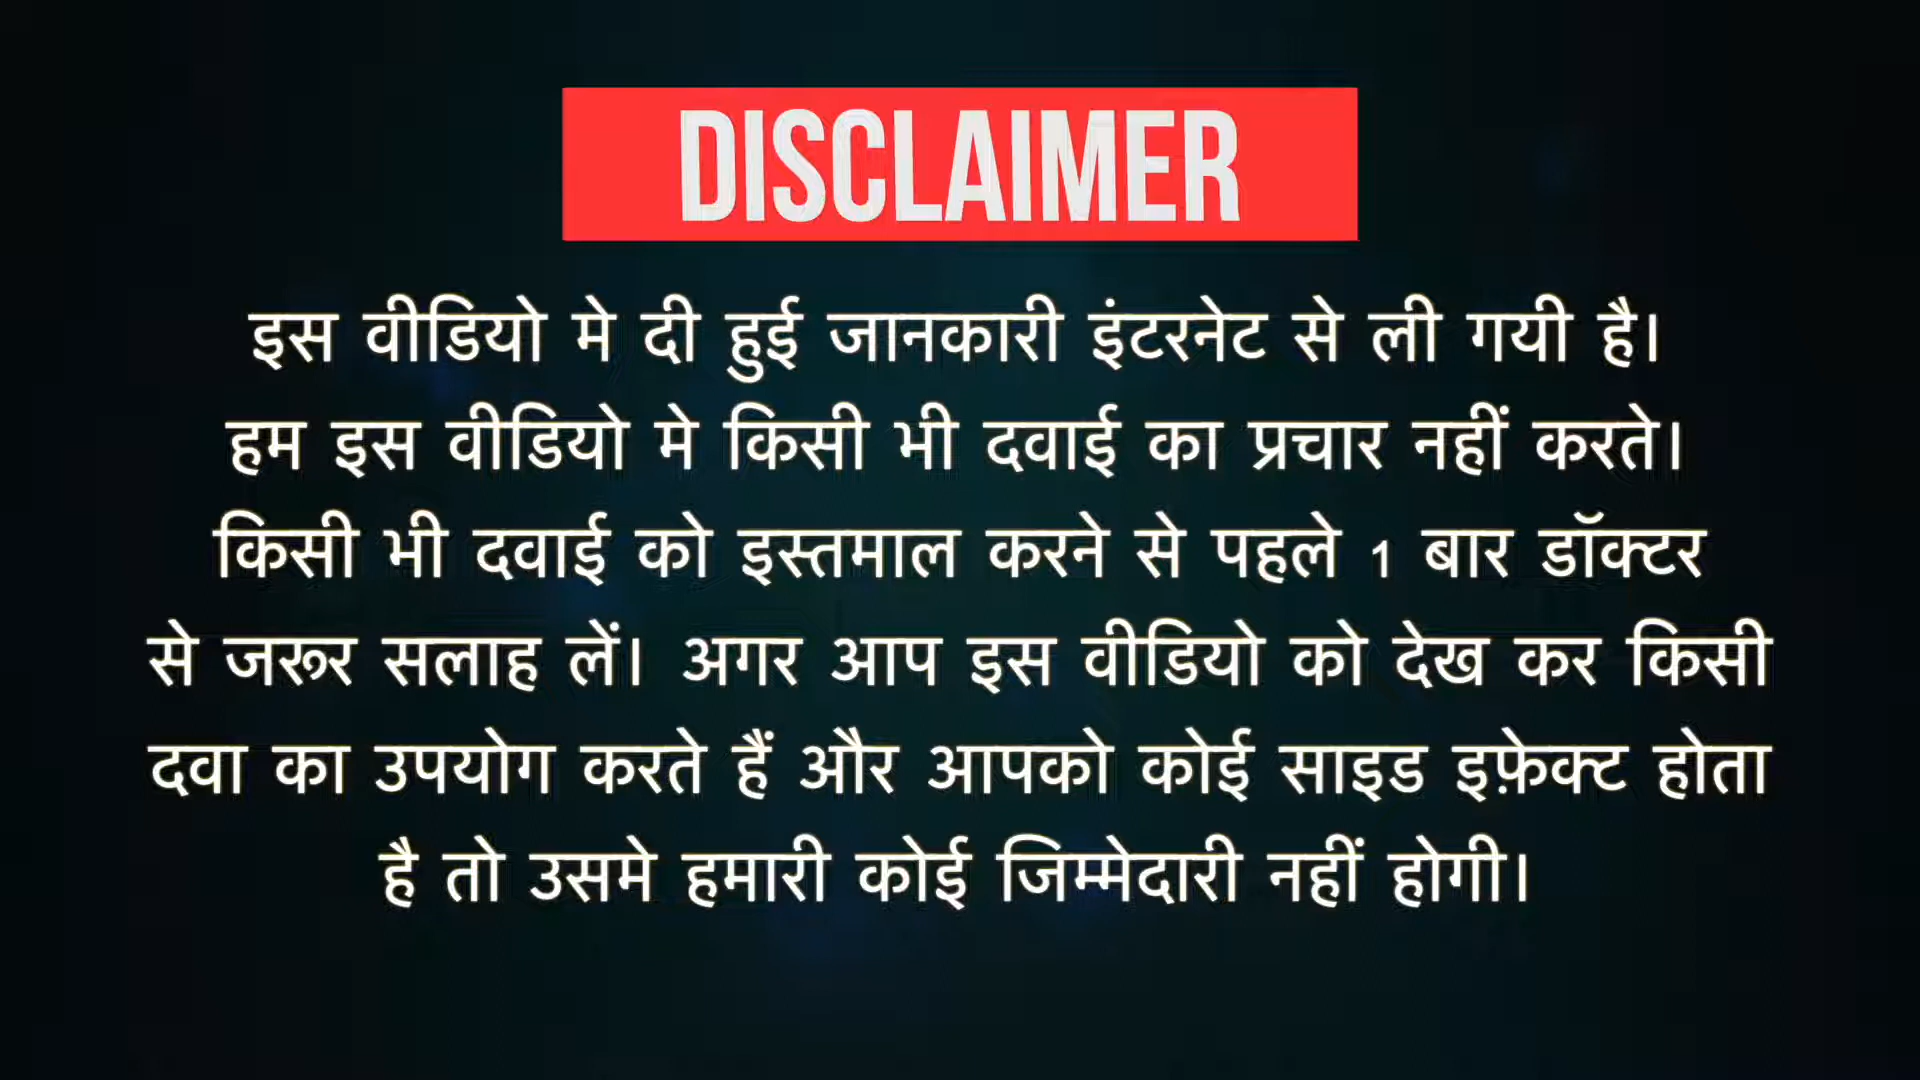 DISCLAIMER
इस वीडियो मे दी हुई जानकारी इंटरनेट से ली गयी है।
हम इस वीडियो मे किसी भी दवाई का प्रचार नहीं करते।
किसी भी दवाई को इस्तमाल करने से पहले 1 बार डॉक्टर
से जरूर सलाह लें। अगर आप इस वीडियो को देख कर किसी
दवा का उपयोग करते हैं और आपको कोई साइड इफ़ेक्ट होता
है तो उसमे हमारी कोई जिम्मेदारी नहीं होगी।